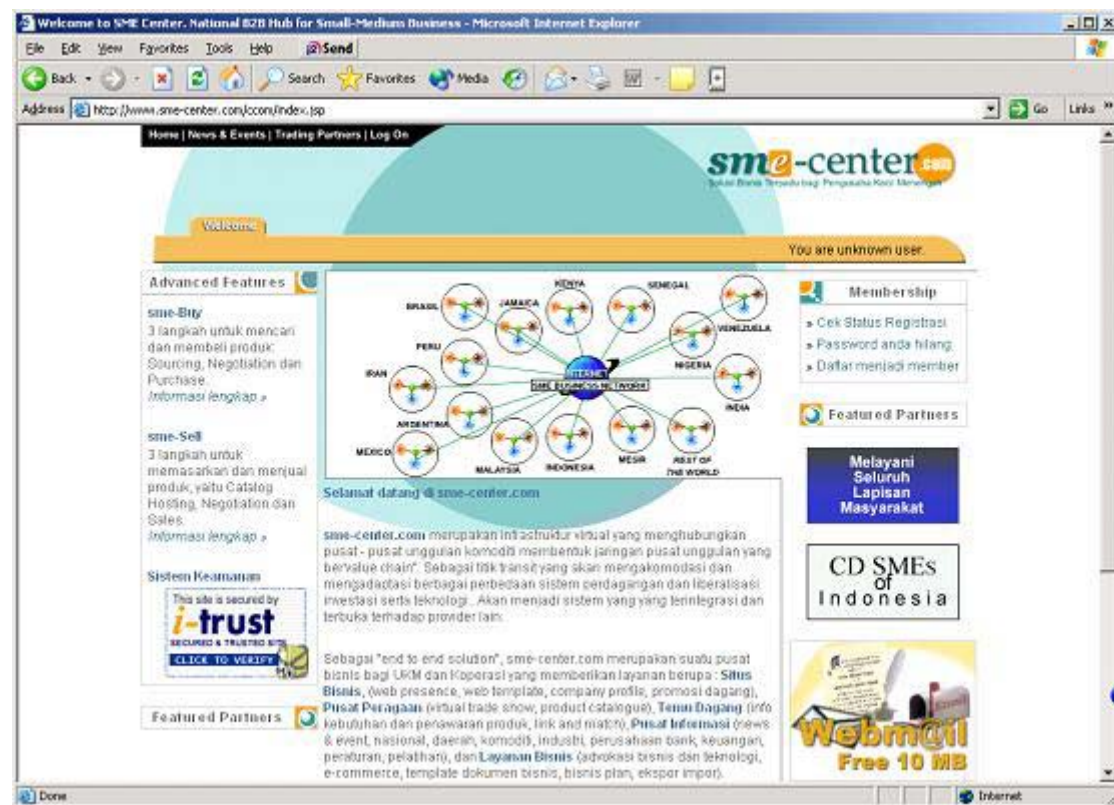 Welcome to SME Center. National B2B Hub for Small-Medium Business - Microsoft Internet Explorer
File Edit View Favorites Tools Help Send
Back Search Favorites Media
Address http://www.sme-center.com/ccom/index.jsp Go Links
Home | News & Events | Trading Partners | Log On
sme-center.com
Solusi Bisnis Terpadu bagi Pengusaha Kecil Menengah
Welcome
You are unknown user.
Advanced Features
sme-Buy
3 langkah untuk mencari
dan membeli produk:
Sourcing, Negotiation dan
Purchase.
Informasi lengkap »
sme-Sell
3 langkah untuk
memasarkan dan menjual
produk, yaitu Catalog
Hosting, Negotiation dan
Sales.
Informasi lengkap »
Sistem Keamanan
This site is secured by
i-trust
SECURED & TRUSTED SITE
CLICK TO VERIFY
Featured Partners
KENYA
SENEGAL
BRASIL
JAMAICA
VENEZUELA
PERU
NIGERIA
IRAN
INTERNET
SME BUSINESS NETWORK
INDIA
ARGENTINA
MEXICO
MALAYSIA
INDONESIA
MESIR
REST OF
THE WORLD
Selamat datang di sme-center.com
sme-center.com merupakan infrastruktur virtual yang menghubungkan
pusat - pusat unggulan komoditi membentuk jaringan pusat unggulan yang
bervalue chain". Sebagai titik transit yang akan mengakomodasi dan
mengadaptasi berbagai perbedaan sistem perdagangan dan liberalisasi
investasi serta teknologi.. Akan menjadi sistem yang yang terintegrasi dan
terbuka terhadap provider lain.
Sebagai "end to end solution", sme-center.com merupakan suatu pusat
bisnis bagi UKM dan Koperasi yang memberikan layanan berupa : Situs
Bisnis, (web presence, web template, company profile, promosi dagang),
Pusat Peragaan (virtual trade show, product catalogue), Temu Dagang (info
kebutuhan dan penawaran produk, link and match), Pusat Informasi (news
& event, nasional, daerah, komoditi, industri, perusahaan bank, keuangan,
peraturan, pelatihan), dan Layanan Bisnis (advokasi bisnis dan teknologi,
e-commerce, template dokumen bisnis, bisnis plan, ekspor impor).
Membership
» Cek Status Registrasi
» Password anda hilang
» Daftar menjadi member
Featured Partners
Melayani
Seluruh
Lapisan
Masyarakat
CD SMEs
of
Indonesia
Webm@il
Free 10 MB
Done Internet